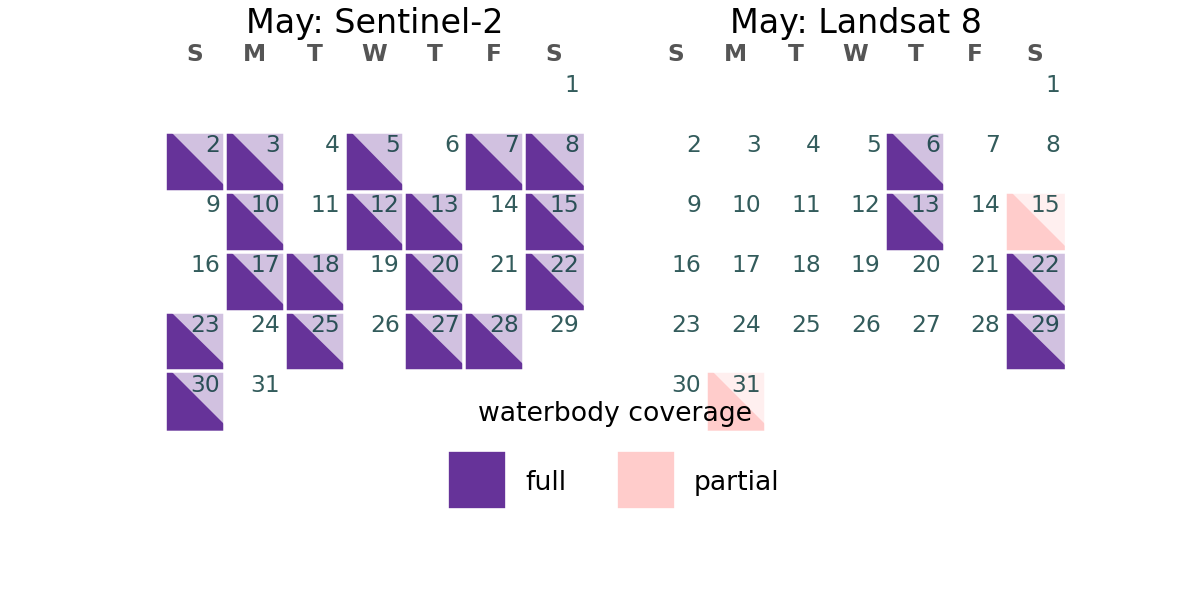 May: Sentinel-2
S M T W T F S
1
2 3 4 5 6 7 8
9 10 11 12 13 14 15
16 17 18 19 20 21 22
23 24 25 26 27 28 29
30 31
May: Landsat 8
S M T W T F S
1
2 3 4 5 6 7 8
9 10 11 12 13 14 15
16 17 18 19 20 21 22
23 24 25 26 27 28 29
30 31
waterbody coverage
full
partial